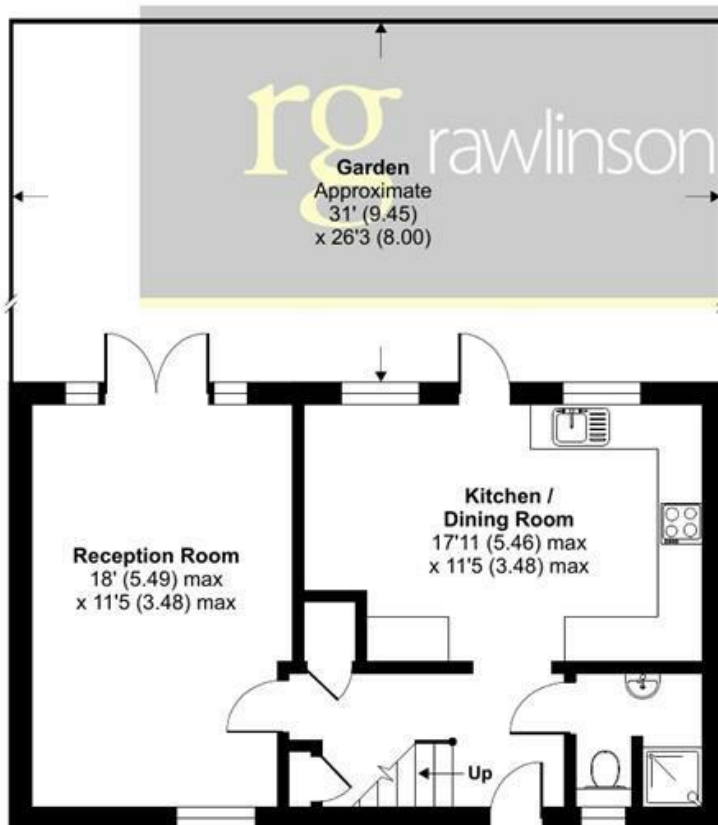 rg rawlinson
Garden
Approximate
31' (9.45)
x 26'3 (8.00)
Kitchen /
Dining Room
17'11 (5.46) max
x 11'5 (3.48) max
Reception Room
18' (5.49) max
x 11'5 (3.48) max
Up